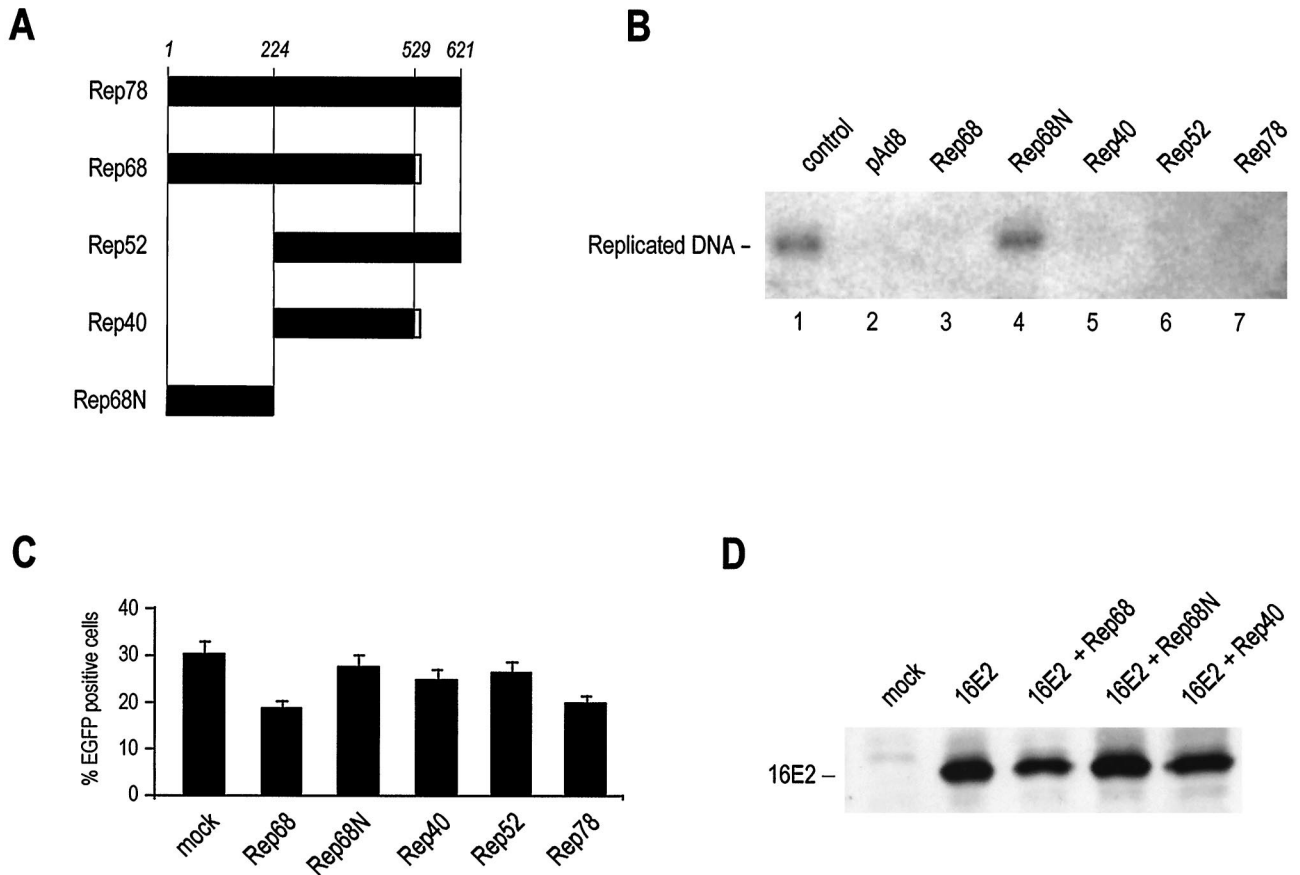 A
1 224 529 621
Rep78
Rep68
Rep52
Rep40
Rep68N
B
control pAd8 Rep68 Rep68N Rep40 Rep52 Rep78
Replicated DNA –
1 2 3 4 5 6 7
C
% EGFP positive cells
40
30
20
10
0
mock Rep68 Rep68N Rep40 Rep52 Rep78
D
mock 16E2 16E2 + Rep68 16E2 + Rep68N 16E2 + Rep40
16E2 –